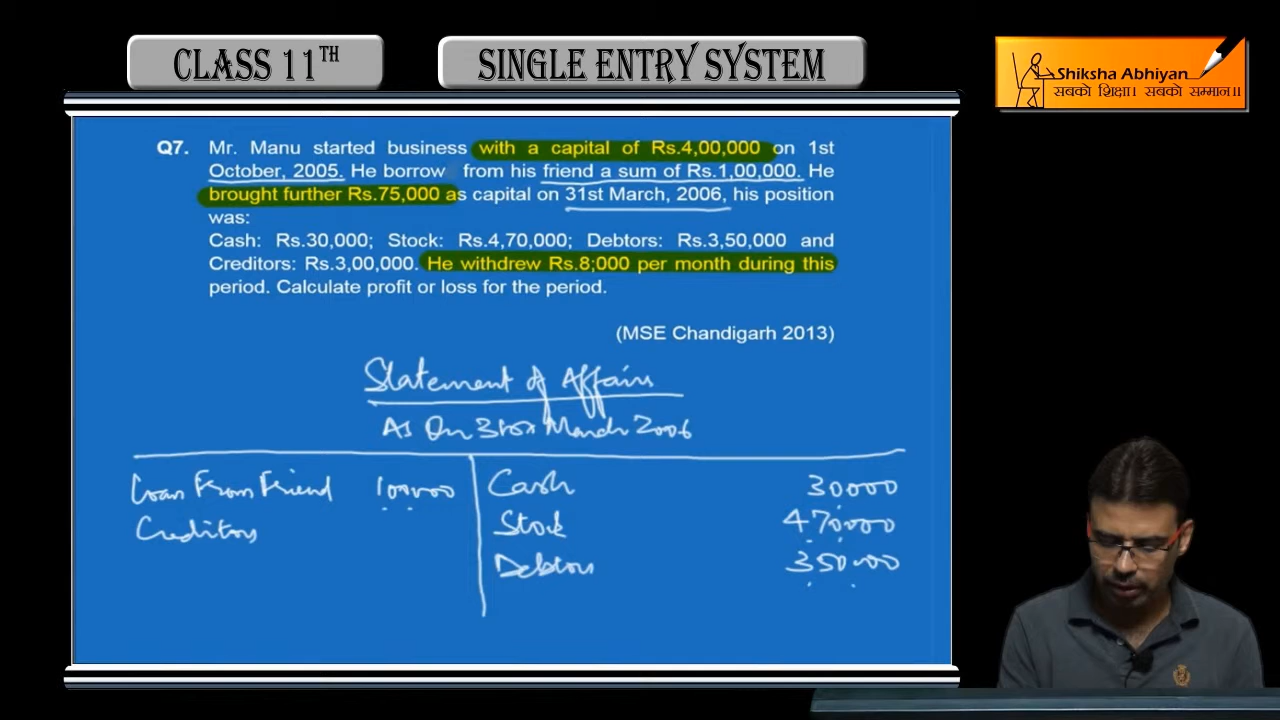 CLASS 11TH
SINGLE ENTRY SYSTEM
Shiksha Abhiyan
सबको शिक्षा। सबको सम्मान॥
Q7. Mr. Manu started business with a capital of Rs.4,00,000 on 1st
October, 2005. He borrow from his friend a sum of Rs.1,00,000. He
brought further Rs.75,000 as capital on 31st March, 2006, his position
was:
Cash: Rs.30,000; Stock: Rs.4,70,000; Debtors: Rs.3,50,000 and
Creditors: Rs.3,00,000. He withdrew Rs.8;000 per month during this
period. Calculate profit or loss for the period.
(MSE Chandigarh 2013)
Statement of Affairs
As On 31st March 2006
Loan From Friend 100000 Cash 30000
Creditors Stock 470000
Debtors 350000